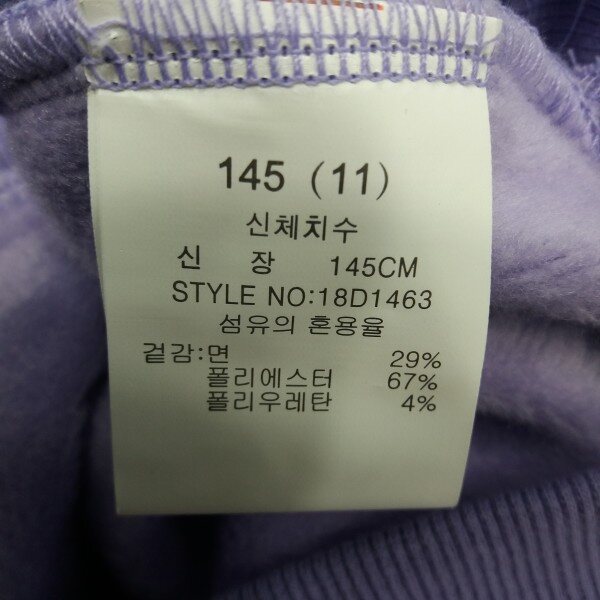 145 (11)
신체치수
신 장 145CM
STYLE NO:18D1463
섬유의 혼용율
겉감:면 29%
폴리에스터 67%
폴리우레탄 4%